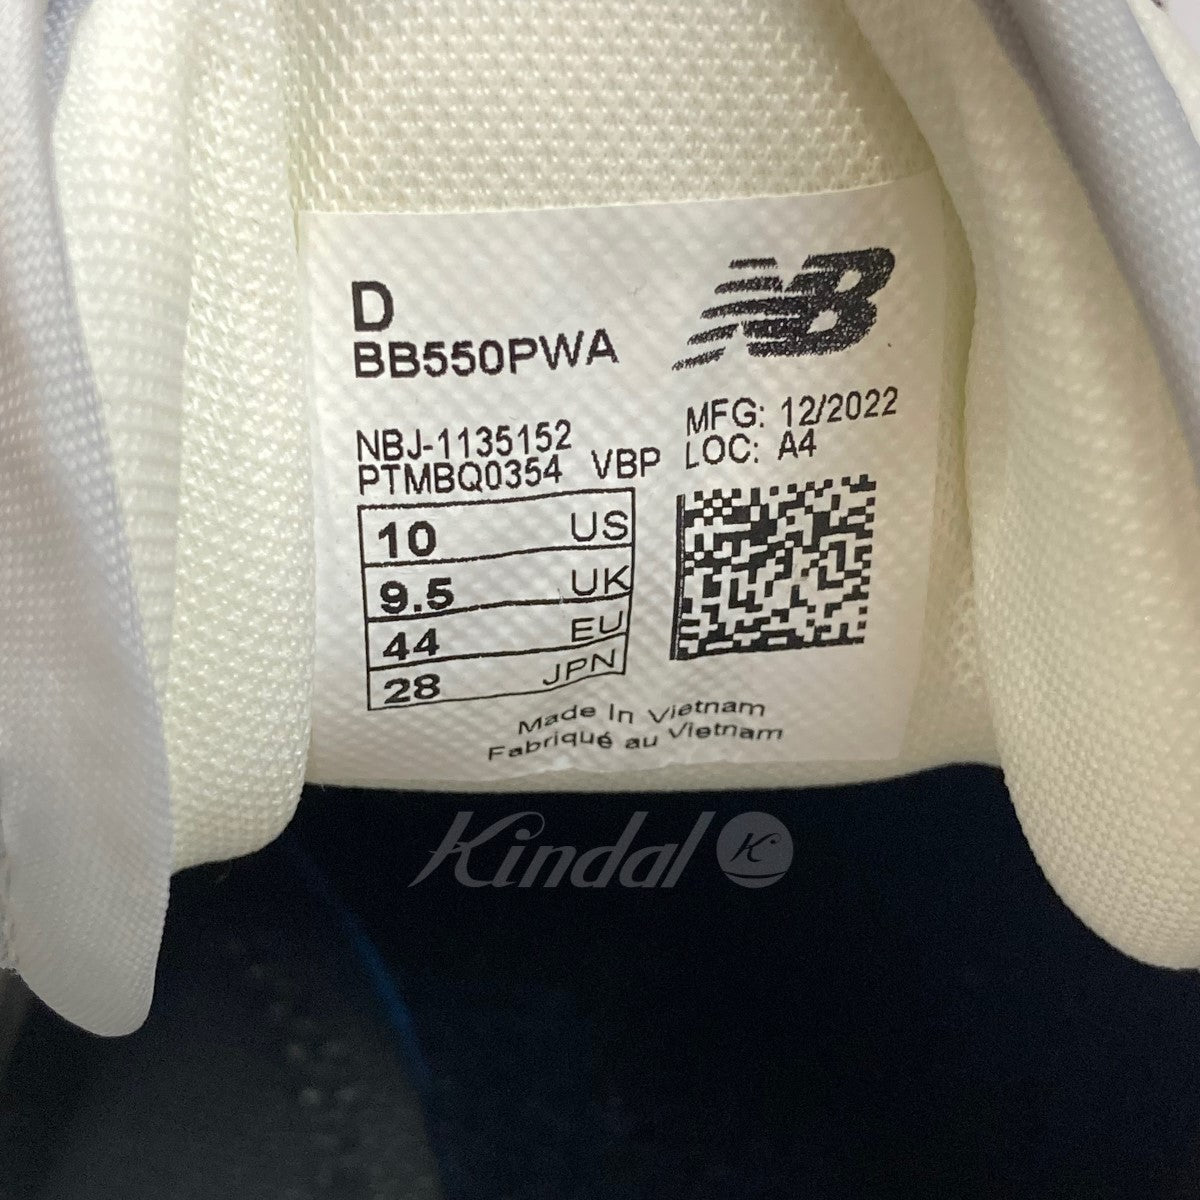 D
BB550PWA
NB
NBJ-1135152
PTMBQ0354 VBP
MFG: 12/2022
LOC: A4
10 US
9.5 UK
44 EU
28 JPN
Made In Vietnam
Fabriqué au Vietnam
Kindal K